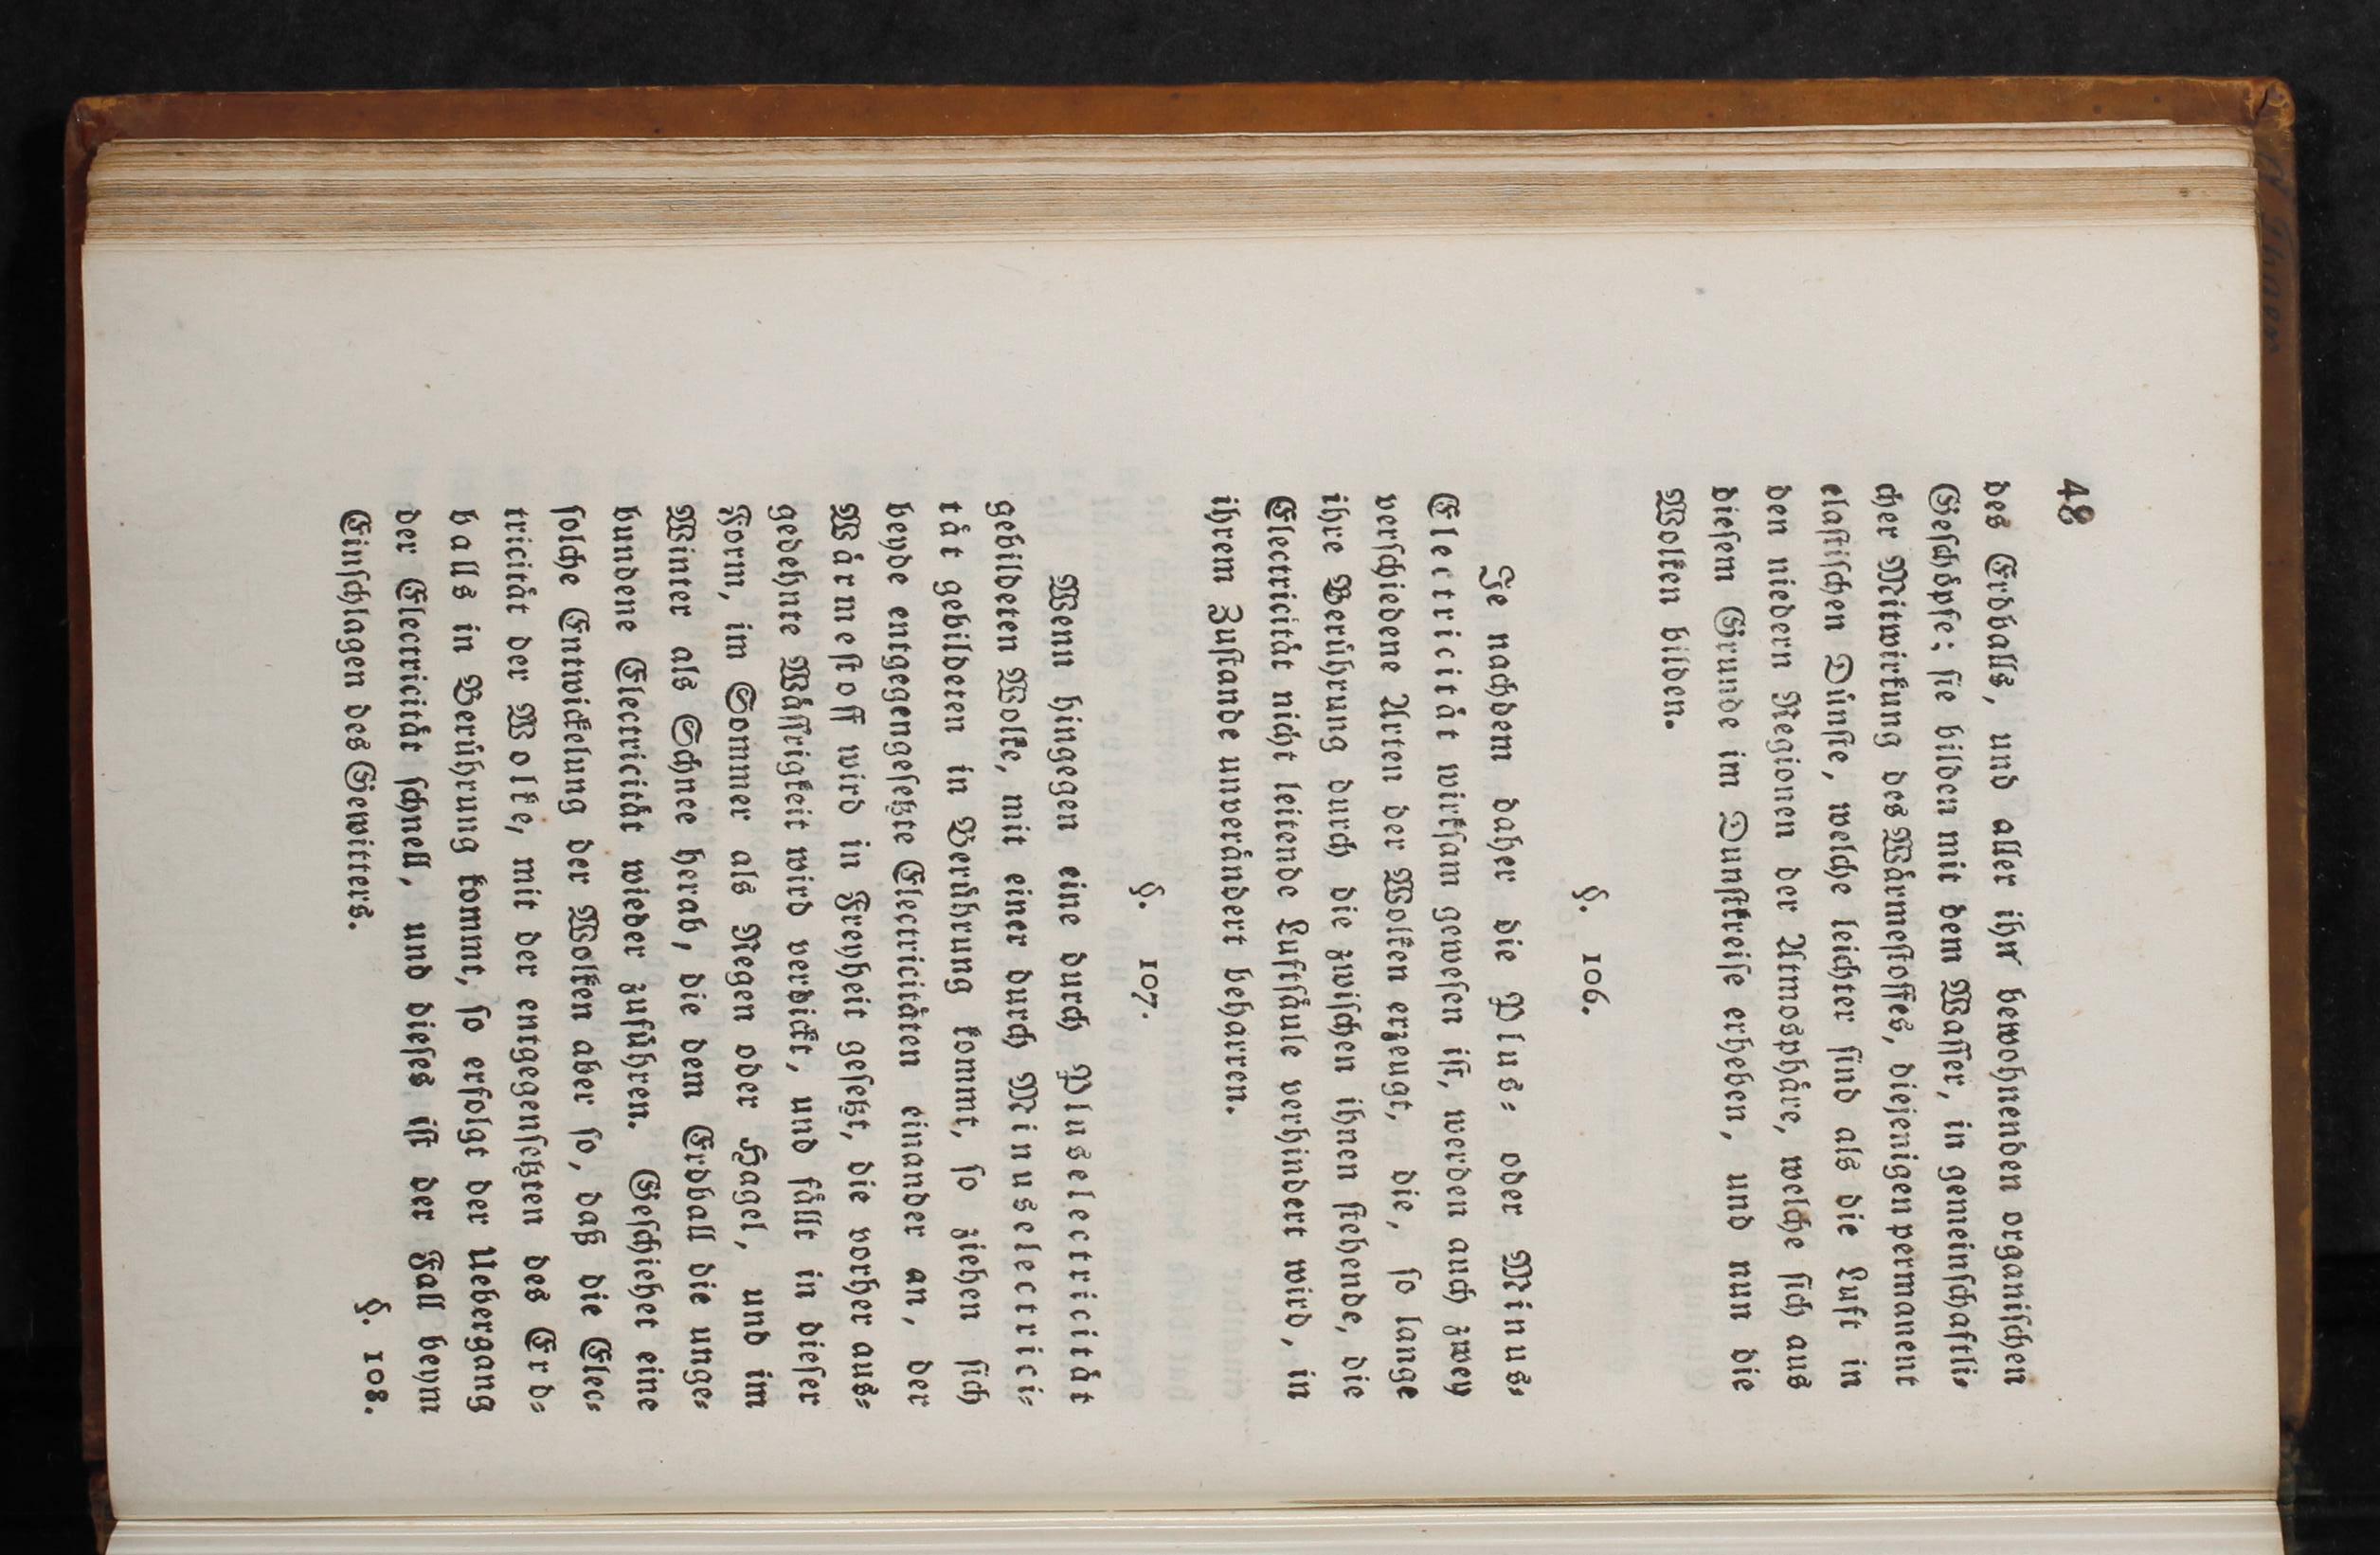 48
des Erdballs, und aller ihn bewohnenden organiſchen
Geſchöpfe; ſie bilden mit dem Waſſer, in gemeinſchaftli⸗
cher Mitwirkung des Wärmeſtoffes, diejenigen permanent
elaſtiſchen Dünſte, welche leichter ſind als die Luft in
den niedern Regionen der Atmosphäre, welche ſich aus
dieſem Grunde im Dunſtkreiſe erheben, und nun die
Wolken bilden.
§. 106.
Je nachdem daher die Plus⸗ oder Minus⸗
Electricität wirkſam geweſen iſt, werden auch zwey
verſchiedene Arten der Wolken erzeugt, die, ſo lange
ihre Berührung durch die zwiſchen ihnen ſtehende, die
Electricität nicht leitende Luftſäule verhindert wird, in
ihrem Zuſtande unverändert beharren.
§. 107.
Wenn hingegen eine durch Pluselectricität
gebildeten Wolke, mit einer durch Minuselectrici⸗
tät gebildeten in Berührung kommt, ſo ziehen ſich
beyde entgegengeſetzte Electricitäten einander an, der
Wärmeſtoff wird in Freyheit geſetzt, die vorher aus⸗
gedehnte Wäſſrigkeit wird verdickt, und fällt in dieſer
Form, im Sommer als Regen oder Hagel, und im
Winter als Schnee herab, die dem Erdball die unge⸗
bundene Electricität wieder zuführen. Geſchiehet eine
ſolche Entwickelung der Wolken aber ſo, daß die Elec⸗
tricität der Wolke, mit der entgegenſetzten des Erd⸗
balls in Berührung kommt, ſo erfolgt der Uebergang
der Electricität ſchnell, und dieſes iſt der Fall beym
Einſchlagen des Gewitters.
§. 108.